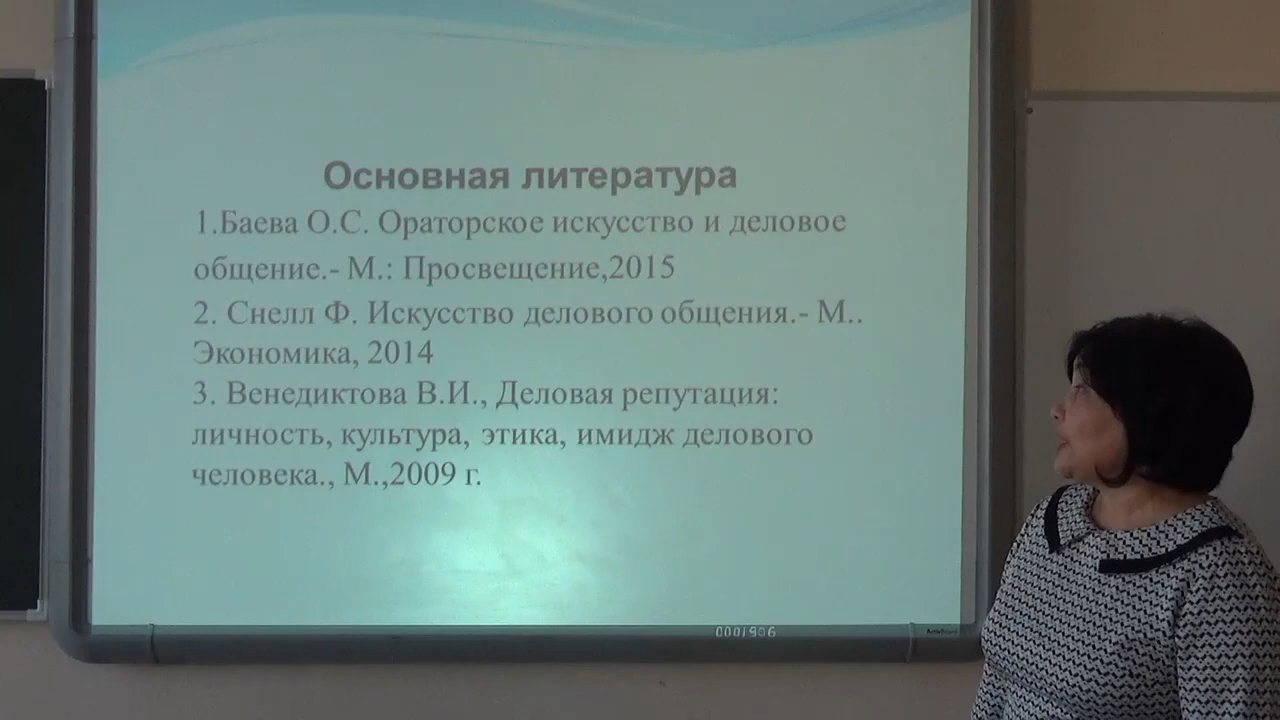 Основная литература
1.Баева О.С. Ораторское искусство и деловое
общение.- М.: Просвещение,2015
2. Снелл Ф. Искусство делового общения.- М..
Экономика, 2014
3. Венедиктова В.И., Деловая репутация:
личность, культура, этика, имидж делового
человека., М.,2009 г.
0001906